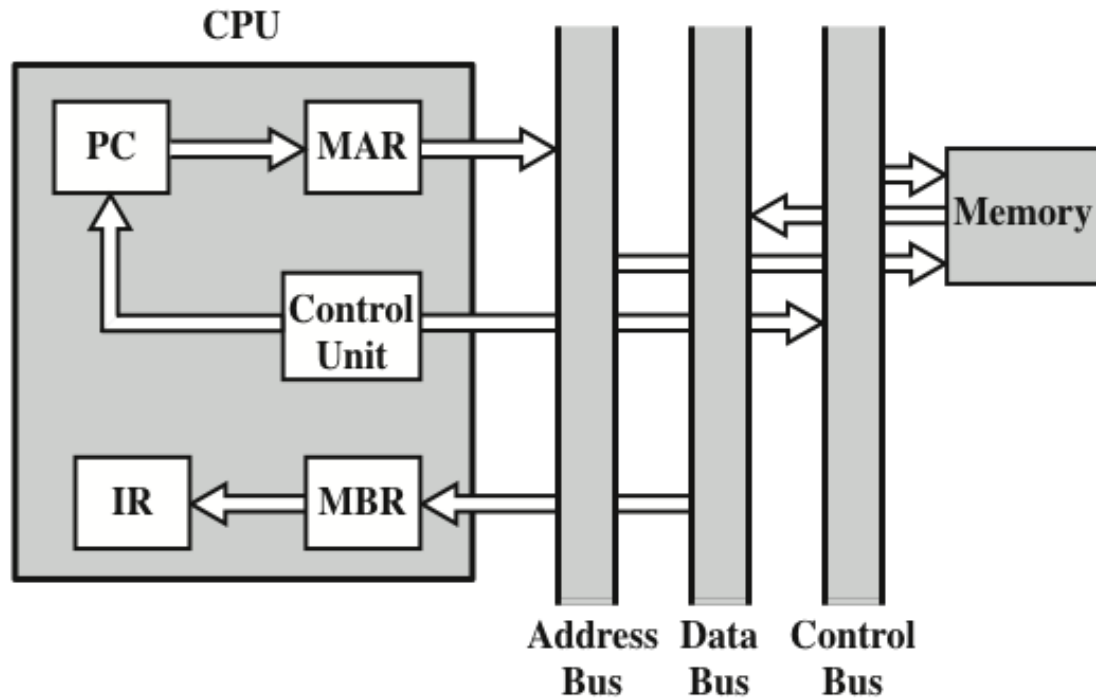 CPU
PC
MAR
Memory
Control
Unit
IR
MBR
Address
Bus
Data
Bus
Control
Bus